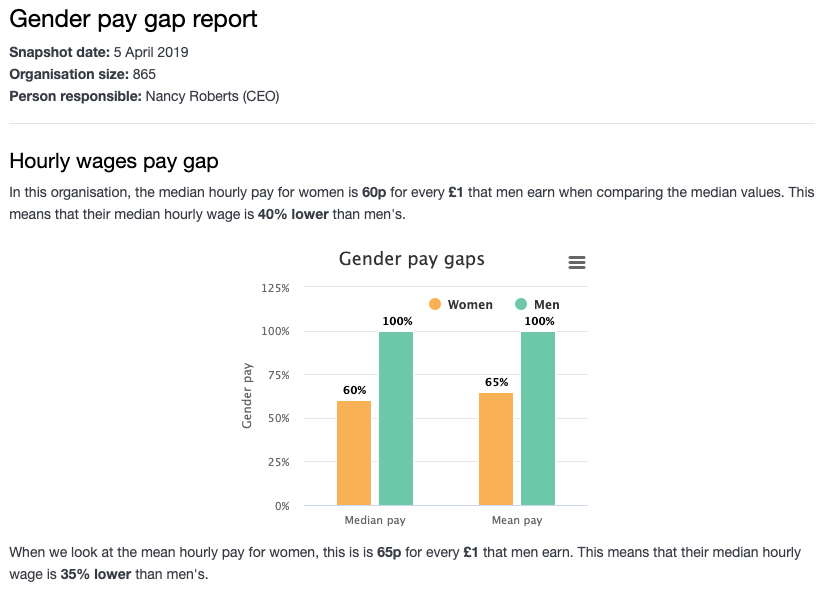 Gender pay gap report
Snapshot date: 5 April 2019
Organisation size: 865
Person responsible: Nancy Roberts (CEO)
Hourly wages pay gap
In this organisation, the median hourly pay for women is 60p for every £1 that men earn when comparing the median values. This
means that their median hourly wage is 40% lower than men's.
Gender pay gaps
Women Men
125%
100%
75%
50%
25%
0%
Gender pay
60%
100%
65%
100%
Median pay
Mean pay
When we look at the mean hourly pay for women, this is is 65p for every £1 that men earn. This means that their median hourly
wage is 35% lower than men's.